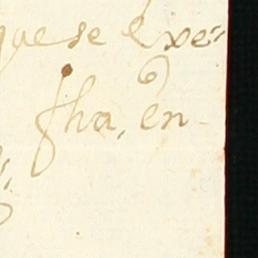 que se exe=
fha, en-